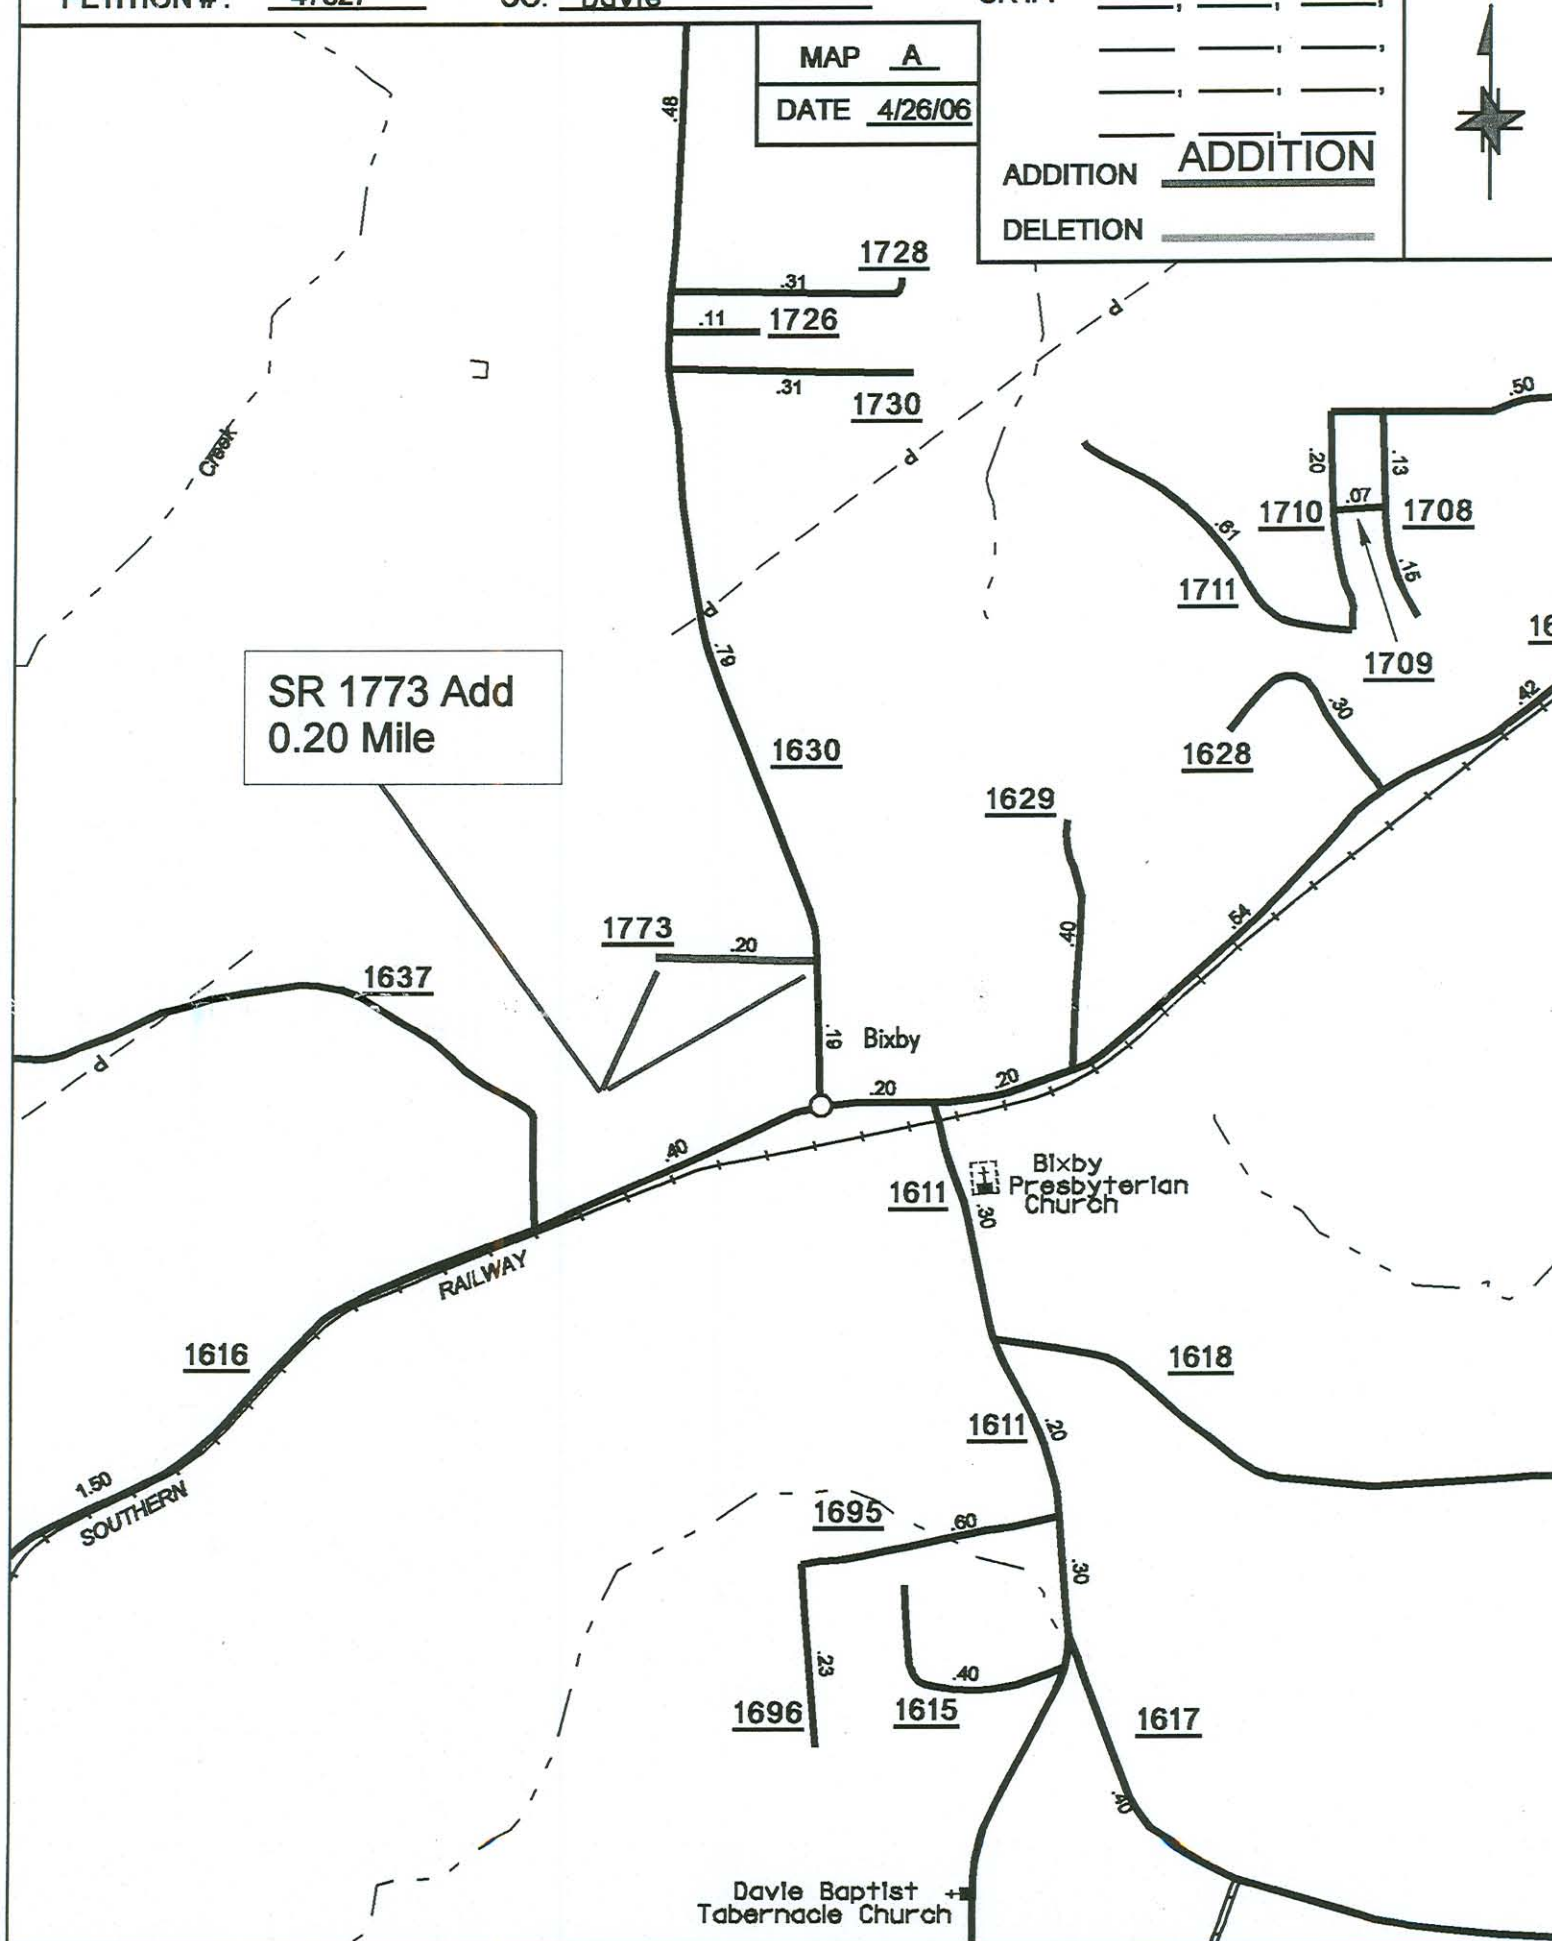 MAP A
DATE 4/26/06
ADDITION ADDITION
DELETION
.48
1728
.31
.11 1726
.31
1730
.50
.20
.13
.07
1710
1708
.61
.15
1711
1709
Creek
P
P
P
.79
SR 1773 Add
0.20 Mile
1630
.30
1628
.42
1629
.40
.54
1773
.20
1637
P
.19
Bixby
.20
.20
.40
1611
.30
Bixby
Presbyterian
Church
RAILWAY
1616
1618
1611
.20
1.50
SOUTHERN
1695
.60
.30
.23
.40
1696
1615
1617
.40
Davie Baptist
Tabernacle Church